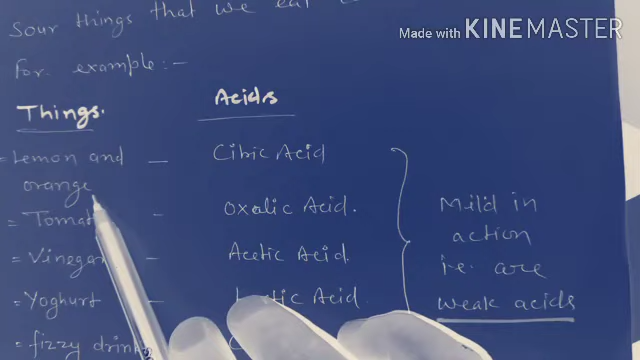 Sour things that we eat
Made with KINEMASTER
For example:-
Things. Acids
= Lemon and — Citric Acid
orange
= Tomat - Oxalic Acid.
= Vinegar - Acetic Acid.
= Yoghurt — Acid.
= fizzy drink
Mild in
action
i.e. are
weak acids